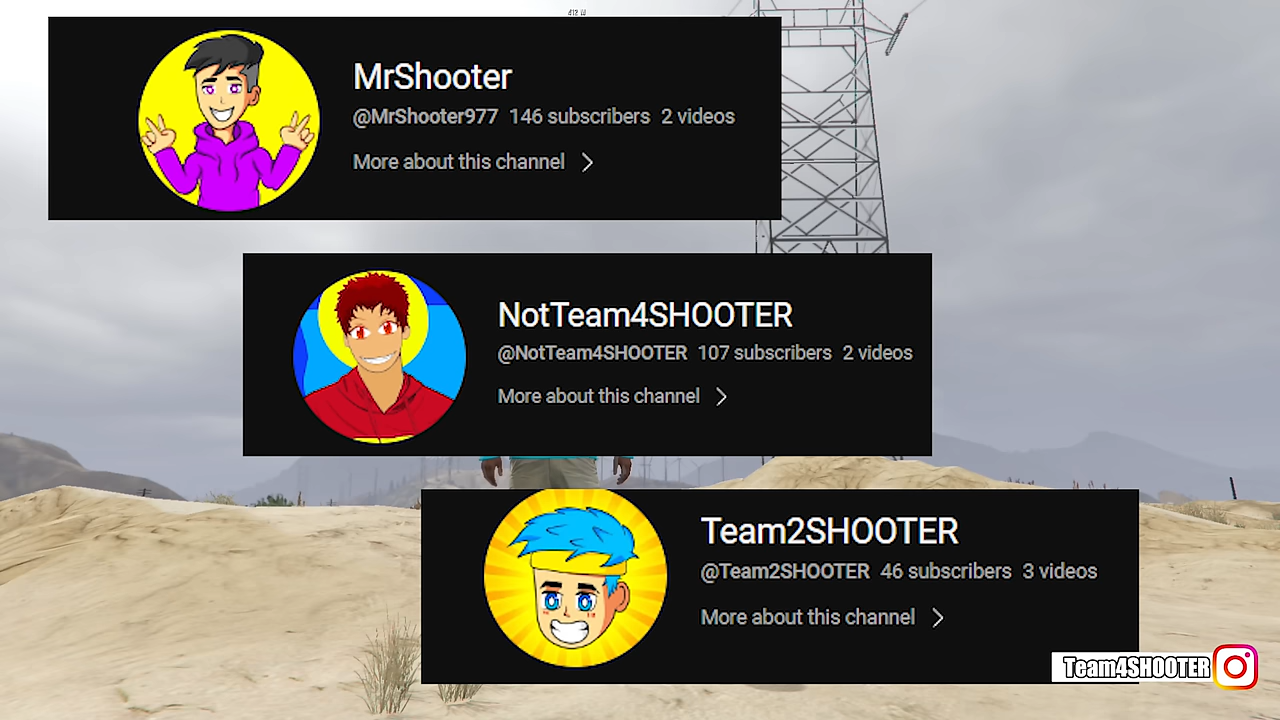 MrShooter
@MrShooter977 146 subscribers 2 videos
More about this channel
NotTeam4SHOOTER
@NotTeam4SHOOTER 107 subscribers 2 videos
More about this channel
Team2SHOOTER
@Team2SHOOTER 46 subscribers 3 videos
More about this channel
Team4SHOOTER